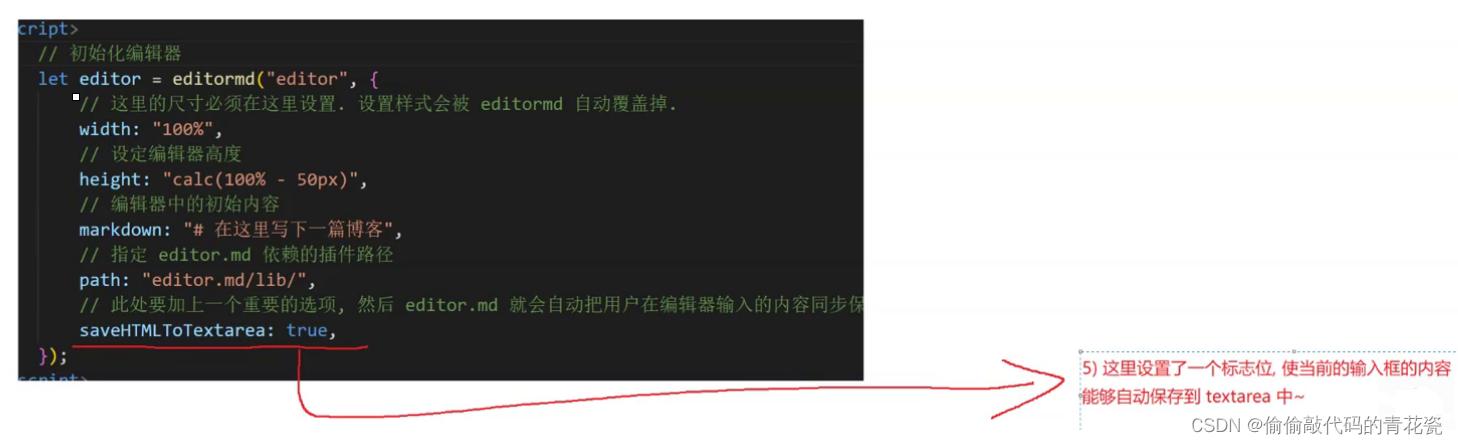 cript>
// 初始化编辑器
let editor = editormd("editor", {
// 这里的尺寸必须在这里设置. 设置样式会被 editormd 自动覆盖掉.
width: "100%",
// 设定编辑器高度
height: "calc(100% - 50px)",
// 编辑器中的初始内容
markdown: "# 在这里写下一篇博客",
// 指定 editor.md 依赖的插件路径
path: "editor.md/lib/",
// 此处要加上一个重要的选项, 然后 editor.md 就会自动把用户在编辑器输入的内容同步保
saveHTMLToTextarea: true,
});
script>
5) 这里设置了一个标志位, 使当前的输入框的内容
能够自动保存到 textarea 中~
CSDN @偷偷敲代码的青花瓷